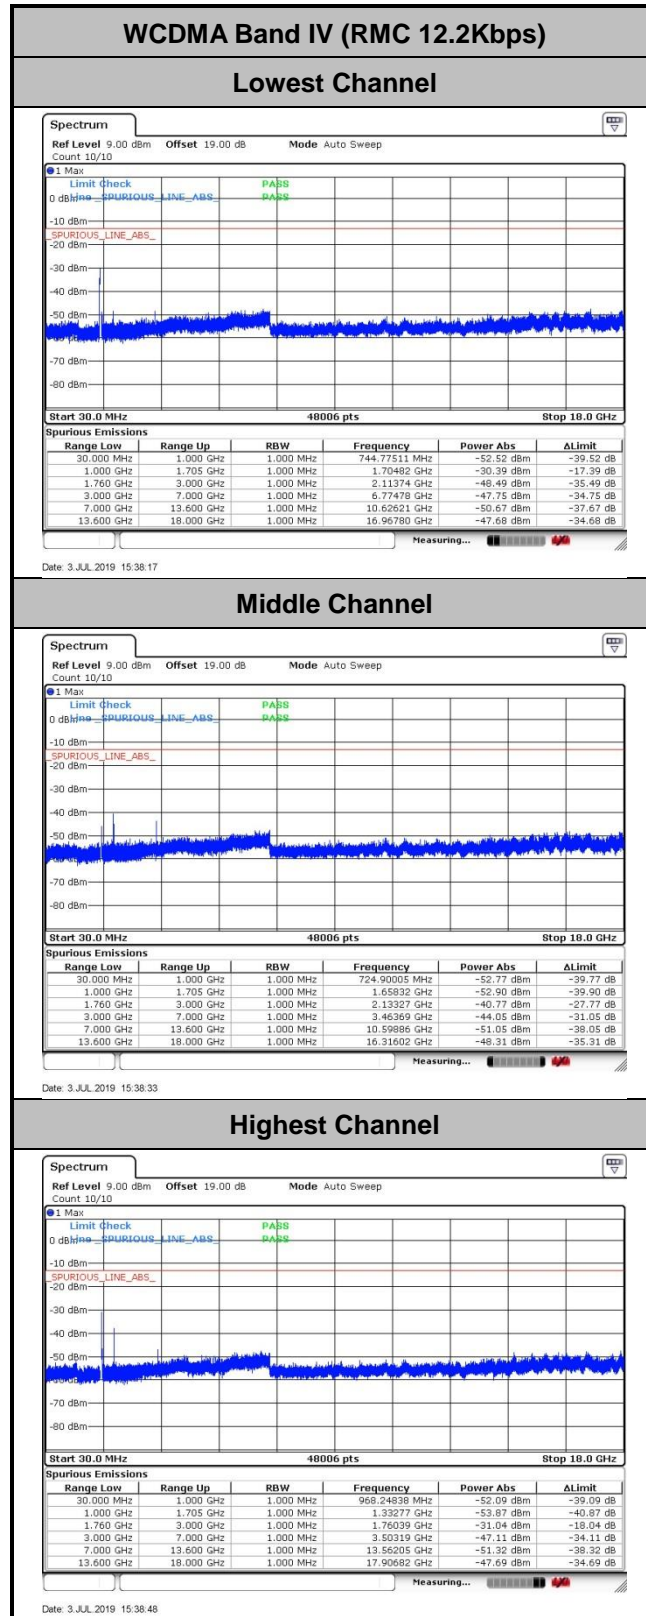 WCDMA Band IV (RMC 12.2Kbps)
Lowest Channel
Spectrum
Ref Level 9.00 dBm Offset 19.00 dB Mode Auto Sweep
Count 10/10
1 Max
Limit Check PASS
0 dBm Line _SPURIOUS_LINE_ABS_ PASS
-10 dBm
_SPURIOUS_LINE_ABS_
-20 dBm
-30 dBm
-40 dBm
-50 dBm
-70 dBm
-80 dBm
Start 30.0 MHz 48006 pts Stop 18.0 GHz
Spurious Emissions
Range Low Range Up RBW Frequency Power Abs ΔLimit
30.000 MHz 1.000 GHz 1.000 MHz 744.77511 MHz -52.52 dBm -39.52 dB
1.000 GHz 1.705 GHz 1.000 MHz 1.70482 GHz -30.39 dBm -17.39 dB
1.760 GHz 3.000 GHz 1.000 MHz 2.11374 GHz -48.49 dBm -35.49 dB
3.000 GHz 7.000 GHz 1.000 MHz 6.77478 GHz -47.75 dBm -34.75 dB
7.000 GHz 13.600 GHz 1.000 MHz 10.62621 GHz -50.67 dBm -37.67 dB
13.600 GHz 18.000 GHz 1.000 MHz 16.96780 GHz -47.68 dBm -34.68 dB
Measuring...
Date: 3.JUL.2019 15:38:17
Middle Channel
Spectrum
Ref Level 9.00 dBm Offset 19.00 dB Mode Auto Sweep
Count 10/10
1 Max
Limit Check PASS
0 dBm Line _SPURIOUS_LINE_ABS_ PASS
-10 dBm
_SPURIOUS_LINE_ABS_
-20 dBm
-30 dBm
-40 dBm
-50 dBm
-70 dBm
-80 dBm
Start 30.0 MHz 48006 pts Stop 18.0 GHz
Spurious Emissions
Range Low Range Up RBW Frequency Power Abs ΔLimit
30.000 MHz 1.000 GHz 1.000 MHz 724.90005 MHz -52.77 dBm -39.77 dB
1.000 GHz 1.705 GHz 1.000 MHz 1.65832 GHz -52.90 dBm -39.90 dB
1.760 GHz 3.000 GHz 1.000 MHz 2.13327 GHz -40.77 dBm -27.77 dB
3.000 GHz 7.000 GHz 1.000 MHz 3.46369 GHz -44.05 dBm -31.05 dB
7.000 GHz 13.600 GHz 1.000 MHz 10.59886 GHz -51.05 dBm -38.05 dB
13.600 GHz 18.000 GHz 1.000 MHz 16.31602 GHz -48.31 dBm -35.31 dB
Measuring...
Date: 3.JUL.2019 15:38:33
Highest Channel
Spectrum
Ref Level 9.00 dBm Offset 19.00 dB Mode Auto Sweep
Count 10/10
1 Max
Limit Check PASS
0 dBm Line _SPURIOUS_LINE_ABS_ PASS
-10 dBm
_SPURIOUS_LINE_ABS_
-20 dBm
-30 dBm
-40 dBm
-50 dBm
-70 dBm
-80 dBm
Start 30.0 MHz 48006 pts Stop 18.0 GHz
Spurious Emissions
Range Low Range Up RBW Frequency Power Abs ΔLimit
30.000 MHz 1.000 GHz 1.000 MHz 968.24838 MHz -52.09 dBm -39.09 dB
1.000 GHz 1.705 GHz 1.000 MHz 1.33277 GHz -53.87 dBm -40.87 dB
1.760 GHz 3.000 GHz 1.000 MHz 1.76039 GHz -31.04 dBm -18.04 dB
3.000 GHz 7.000 GHz 1.000 MHz 3.50319 GHz -47.11 dBm -34.11 dB
7.000 GHz 13.600 GHz 1.000 MHz 13.56205 GHz -51.32 dBm -38.32 dB
13.600 GHz 18.000 GHz 1.000 MHz 17.90682 GHz -47.69 dBm -34.69 dB
Measuring...
Date: 3.JUL.2019 15:38:48